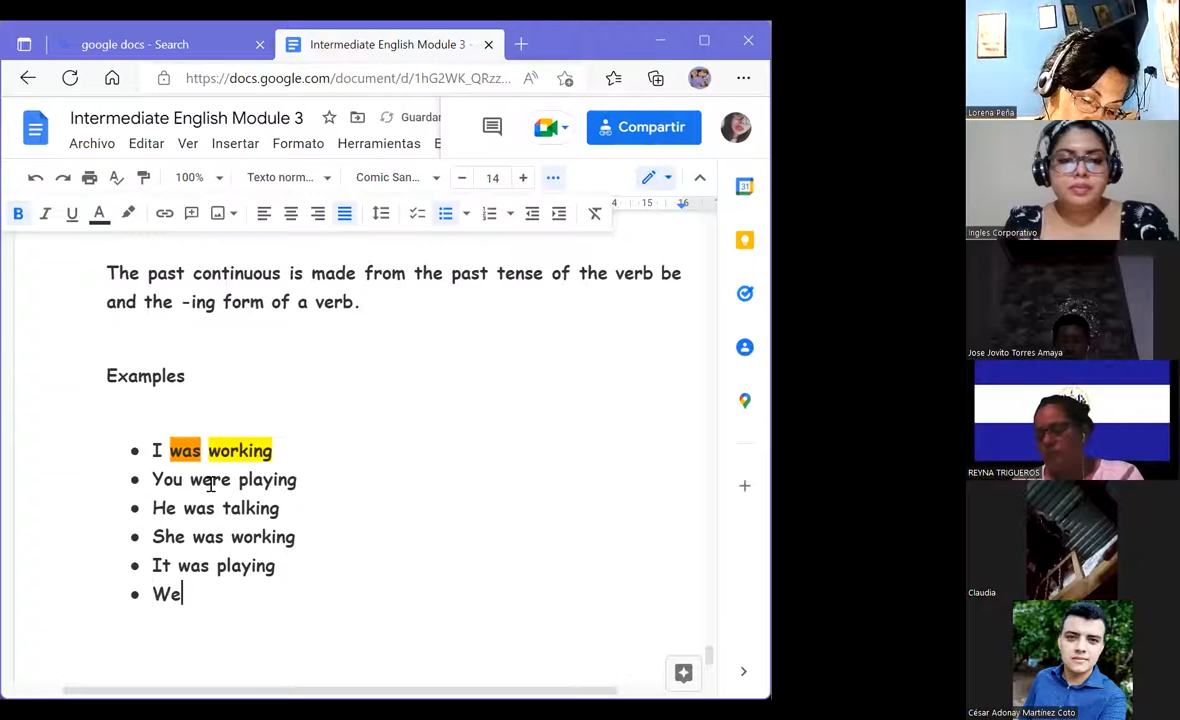 google docs - Search
Intermediate English Module 3 -
https://docs.google.com/document/d/1hG2WK_QRzz...
Intermediate English Module 3
Guardar
Compartir
Archivo Editar Ver Insertar Formato Herramientas E
100% Texto norm... Comic San... 14
14 15 16
The past continuous is made from the past tense of the verb be
and the -ing form of a verb.
Examples
• I was working
• You were playing
• He was talking
• She was working
• It was playing
• We
Lorena Peña
Ingles Corporativo
Jose Jovito Torres Amaya
REYNA TRIGUEROS
Claudia
César Adonay Martínez Coto